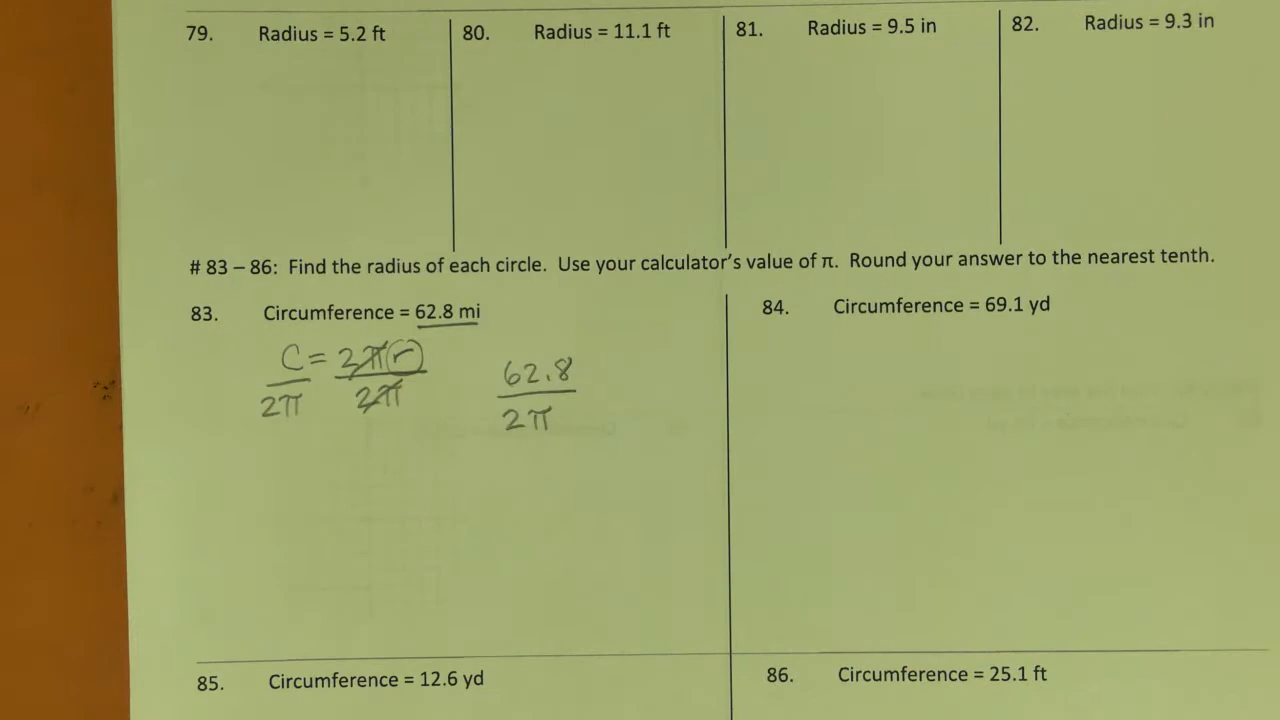 79. Radius = 5.2 ft
80. Radius = 11.1 ft
81. Radius = 9.5 in
82. Radius = 9.3 in
# 83 – 86: Find the radius of each circle. Use your calculator's value of π. Round your answer to the nearest tenth.
83. Circumference = 62.8 mi
C = 2πr
2π 2π
62.8
2π
84. Circumference = 69.1 yd
85. Circumference = 12.6 yd
86. Circumference = 25.1 ft